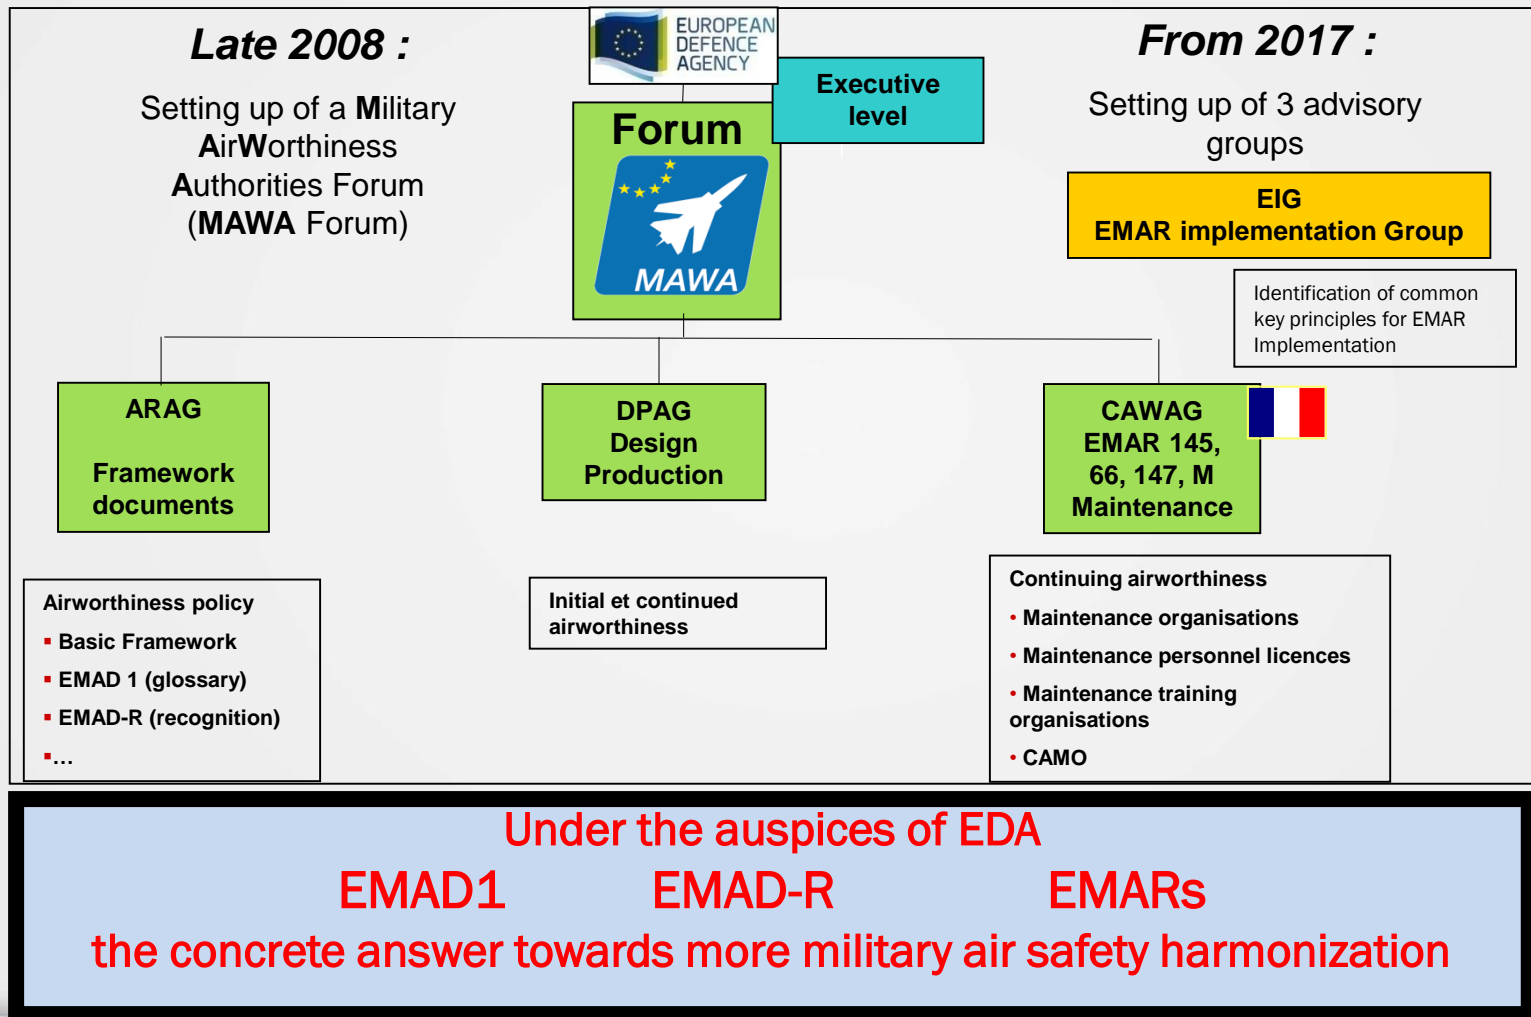 Late 2008 :
Setting up of a Military
AirWorthiness
Authorities Forum
(MAWA Forum)
EUROPEAN
DEFENCE
AGENCY
Executive
level
Forum
MAWA
From 2017 :
Setting up of 3 advisory
groups
EIG
EMAR implementation Group
Identification of common
key principles for EMAR
Implementation
ARAG
Framework
documents
DPAG
Design
Production
CAWAG
EMAR 145,
66, 147, M
Maintenance
Airworthiness policy
▪ Basic Framework
▪ EMAD 1 (glossary)
▪ EMAD-R (recognition)
▪...
Initial et continued
airworthiness
Continuing airworthiness
• Maintenance organisations
• Maintenance personnel licences
• Maintenance training
organisations
• CAMO
Under the auspices of EDA
EMAD1 EMAD-R EMARs
the concrete answer towards more military air safety harmonization